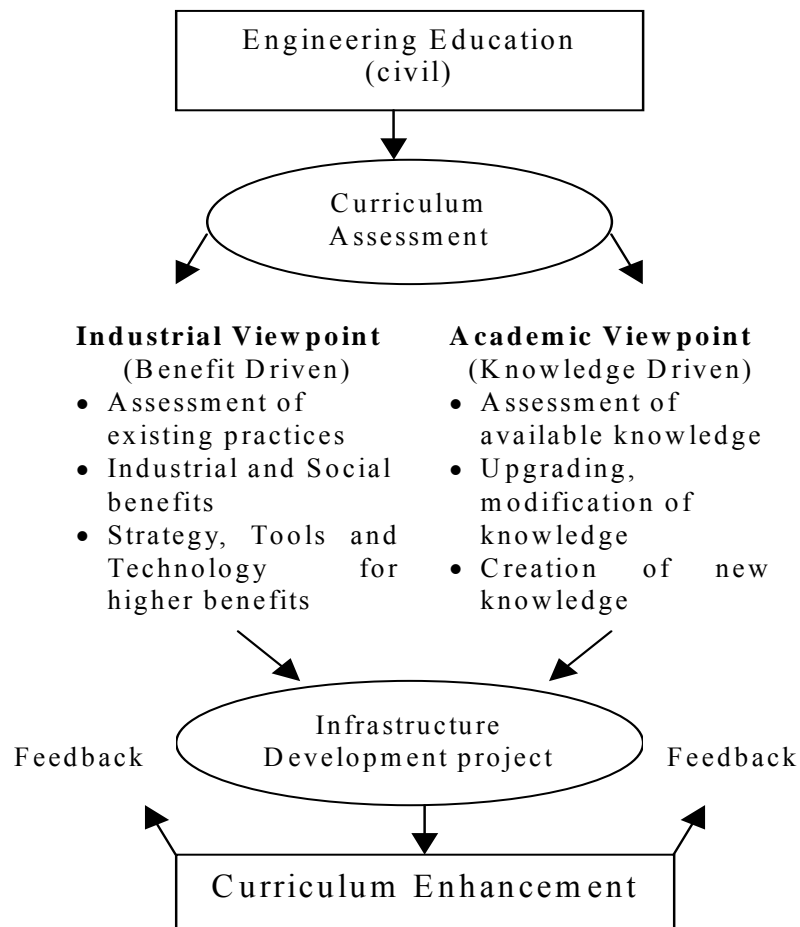 Engineering Education
(civil)
Curriculum
Assessment
Industrial Viewpoint
(Benefit Driven)
• Assessment of
existing practices
• Industrial and Social
benefits
• Strategy, Tools and
Technology for
higher benefits
Academic Viewpoint
(Knowledge Driven)
• Assessment of
available knowledge
• Upgrading,
modification of
knowledge
• Creation of new
knowledge
Infrastructure
Development project
Feedback
Feedback
Curriculum Enhancement